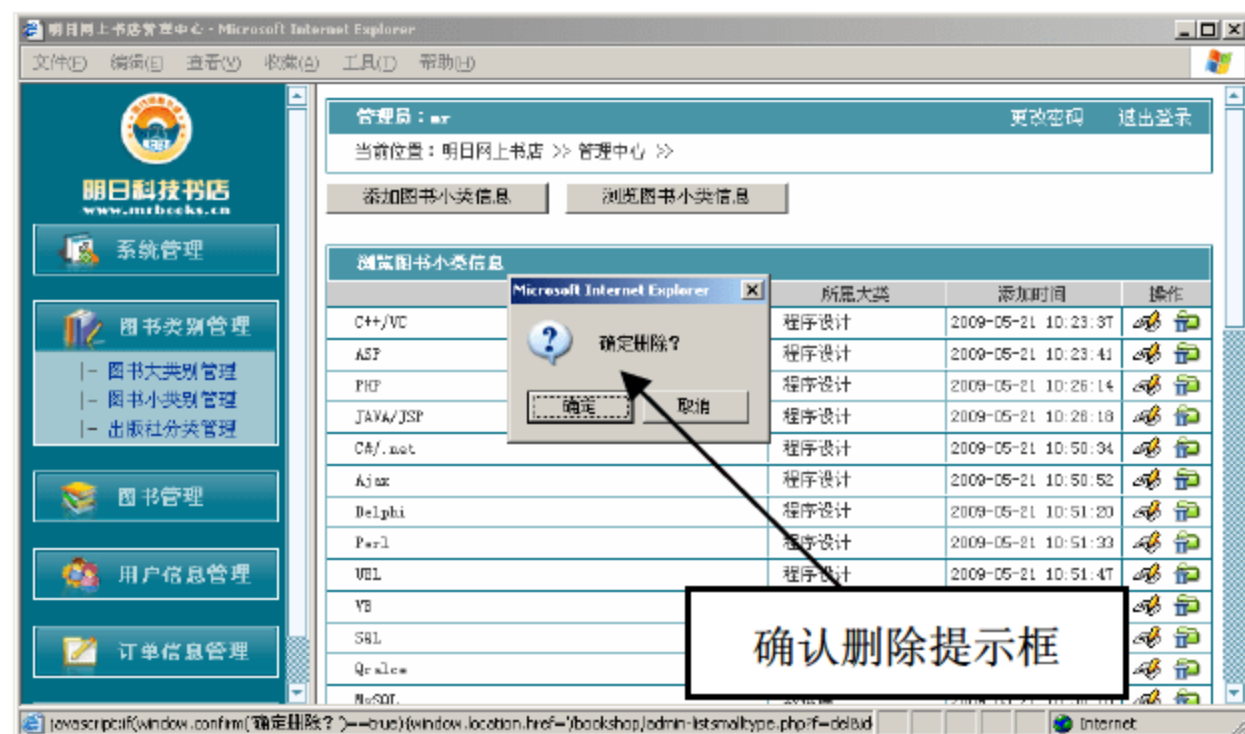 明日网上书店管理中心 - Microsoft Internet Explorer
文件(F) 编辑(E) 查看(V) 收藏(A) 工具(T) 帮助(H)
明日科技书店
www.mrbooks.cn
系统管理
图书类别管理
|- 图书大类别管理
|- 图书小类别管理
|- 出版社分类管理
图书管理
用户信息管理
订单信息管理
管理员：mr 更改密码 退出登录
当前位置：明日网上书店 >> 管理中心 >>
添加图书小类信息 浏览图书小类信息
浏览图书小类信息
所属大类 添加时间 操作
C++/VC 程序设计 2009-05-21 10:23:37
ASP 程序设计 2009-05-21 10:23:41
PHP 程序设计 2009-05-21 10:26:14
JAVA/JSP 程序设计 2009-05-21 10:26:18
C#/.net 程序设计 2009-05-21 10:50:34
Ajax 程序设计 2009-05-21 10:50:52
Delphi 程序设计 2009-05-21 10:51:20
Perl 程序设计 2009-05-21 10:51:33
程序设计 2009-05-21 10:51:47
VB
SQL
MySQL
Microsoft Internet Explorer
确定删除？
确定 取消
确认删除提示框
javascript:if(window.confirm('确定删除？')==true){window.location.href='/bookshop/admin-listsmalltype.php?f=del&id
Internet